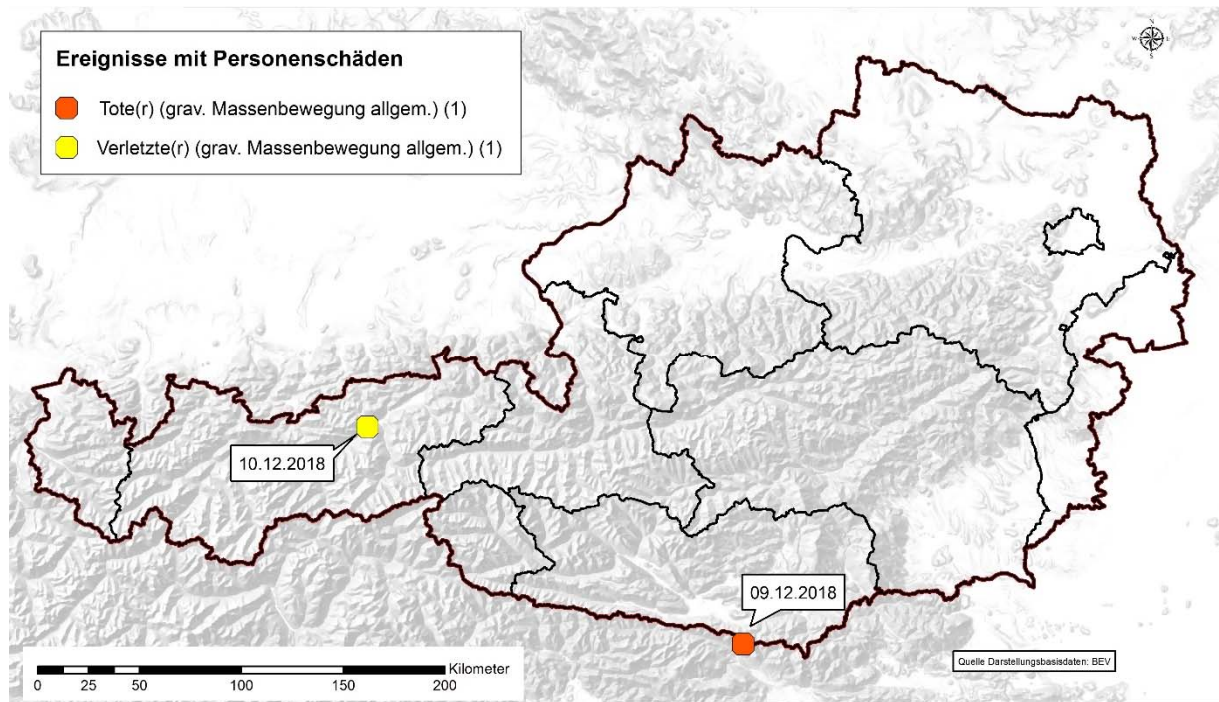 Ereignisse mit Personenschäden
Tote(r) (grav. Massenbewegung allgem.) (1)
Verletzte(r) (grav. Massenbewegung allgem.) (1)
N
W
S
10.12.2018
09.12.2018
Quelle Darstellungsbasisdaten: BEV
Kilometer
0 25 50 100 150 200